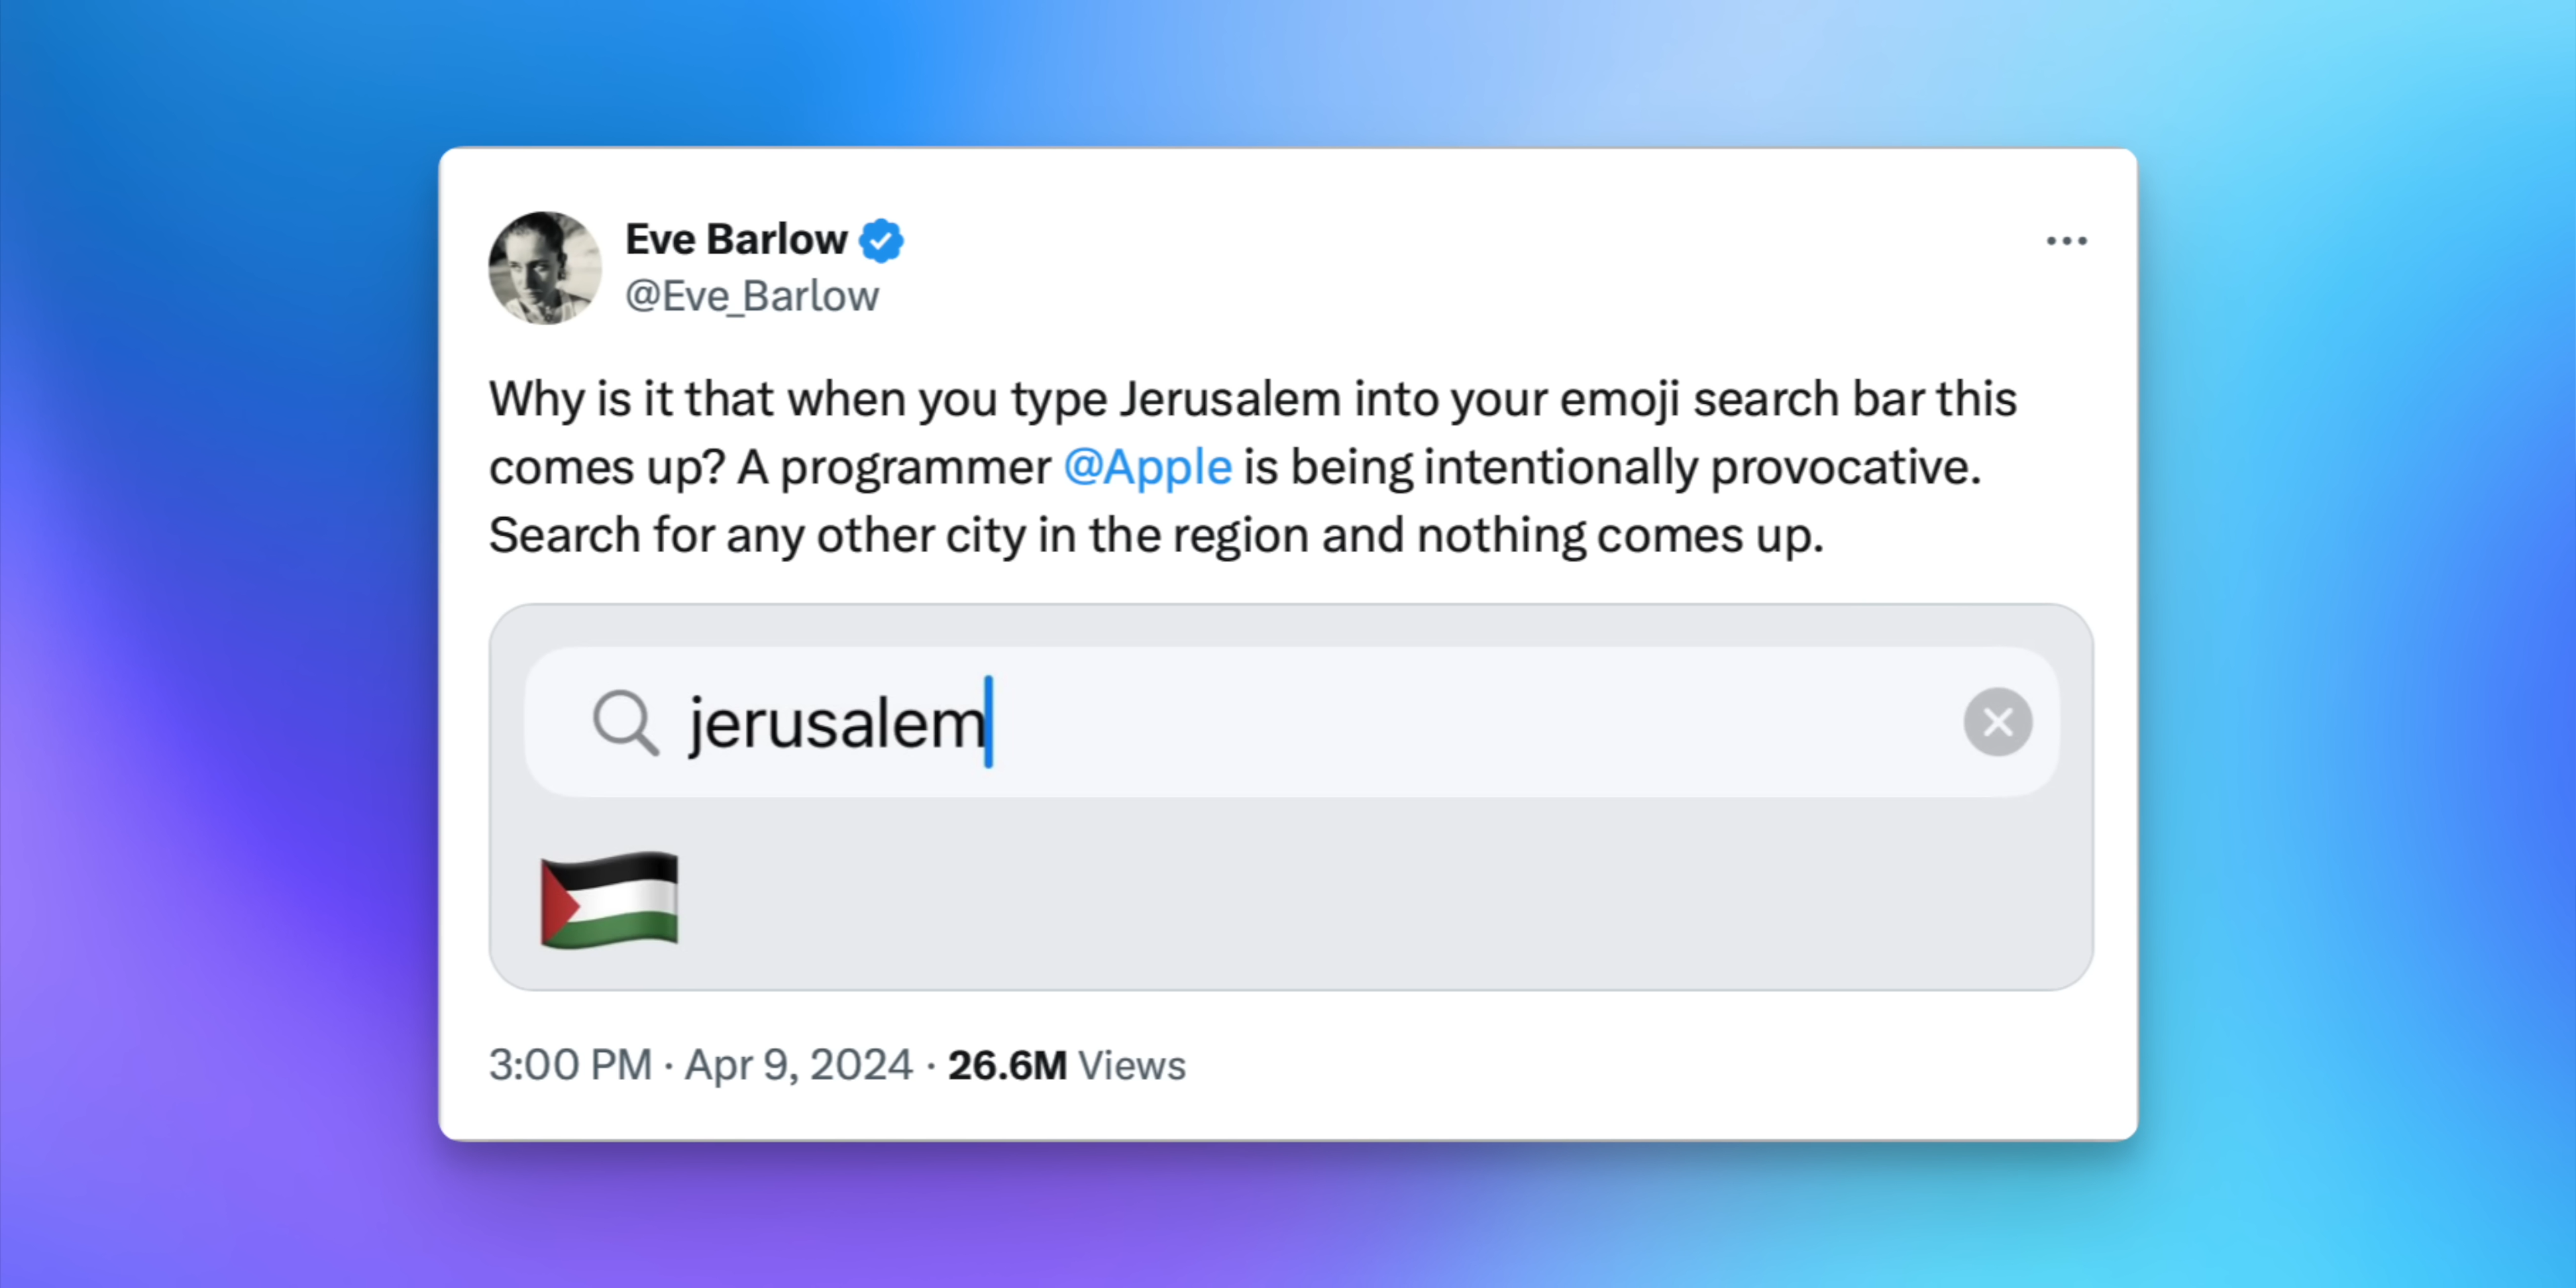 Eve Barlow
@Eve_Barlow
Why is it that when you type Jerusalem into your emoji search bar this
comes up? A programmer @Apple is being intentionally provocative.
Search for any other city in the region and nothing comes up.
jerusalem
3:00 PM · Apr 9, 2024 · 26.6M Views